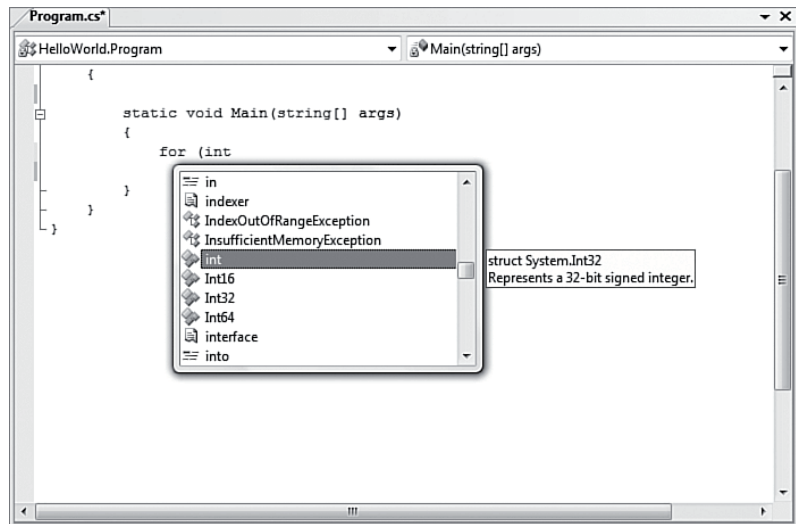 Program.cs*
HelloWorld.Program
Main(string[] args)
{
static void Main(string[] args)
{
for (int
in
indexer
IndexOutOfRangeException
InsufficientMemoryException
int
struct System.Int32
Represents a 32-bit signed integer.
Int16
Int32
Int64
interface
into
}
}
}